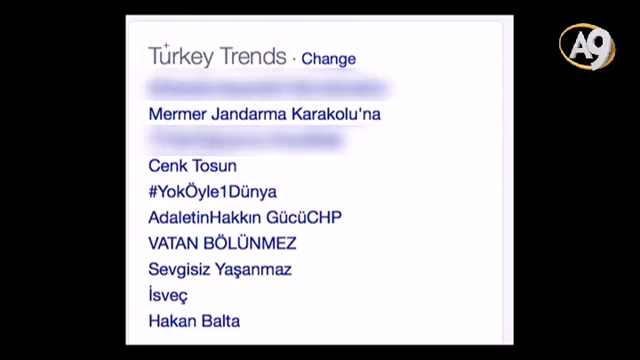 A9
Turkey Trends · Change
Mermer Jandarma Karakolu'na
Cenk Tosun
#YokÖyle1Dünya
AdaletinHakkın GücüCHP
VATAN BÖLÜNMEZ
Sevgisiz Yaşanmaz
İsveç
Hakan Balta